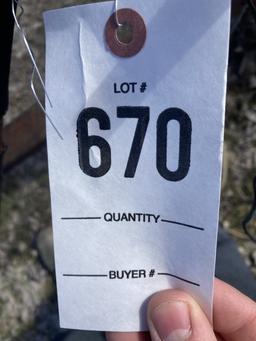 LOT #
670
QUANTITY
BUYER #